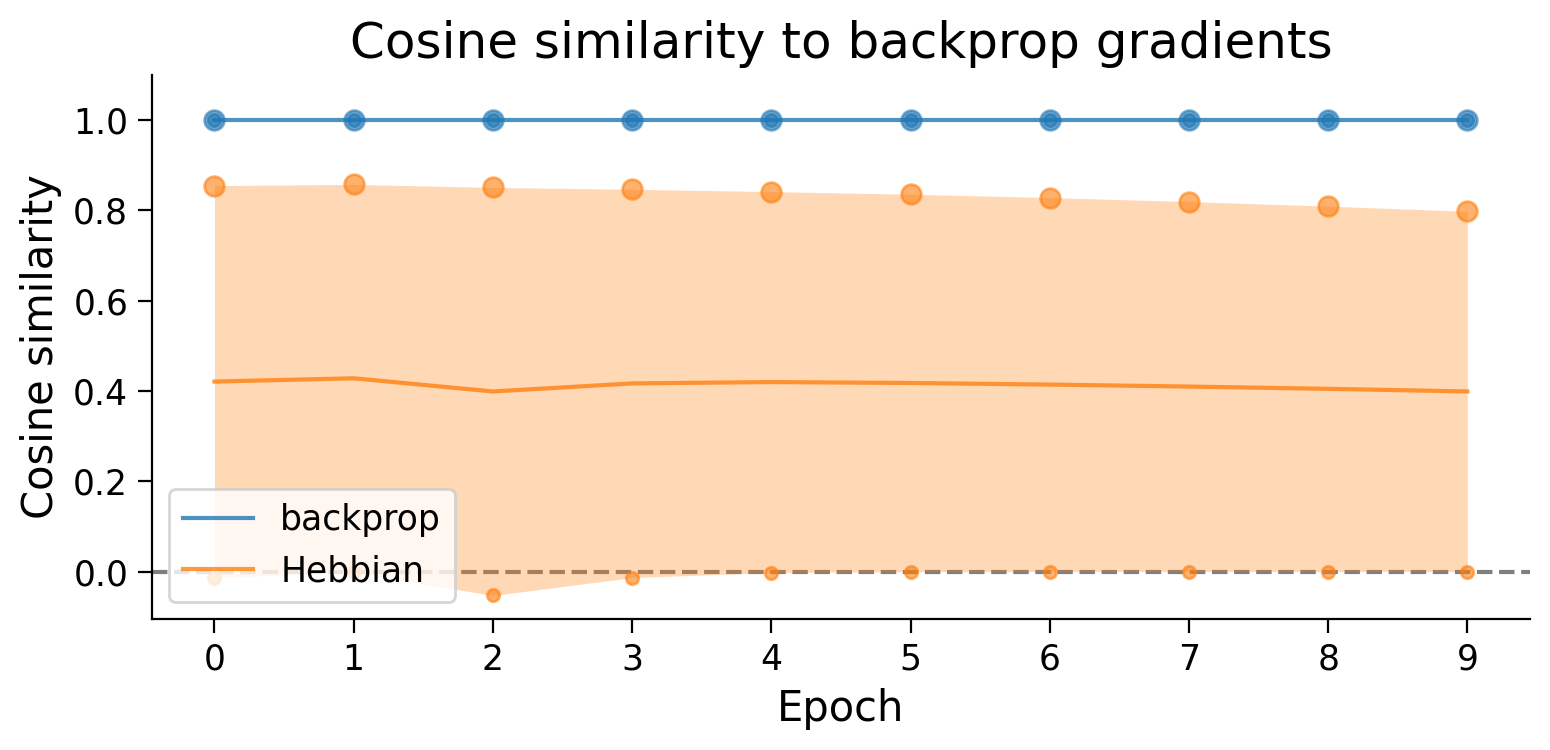 Cosine similarity to backprop gradients
Cosine similarity
1.0
0.8
0.6
0.4
0.2
0.0
backprop
Hebbian
0 1 2 3 4 5 6 7 8 9
Epoch